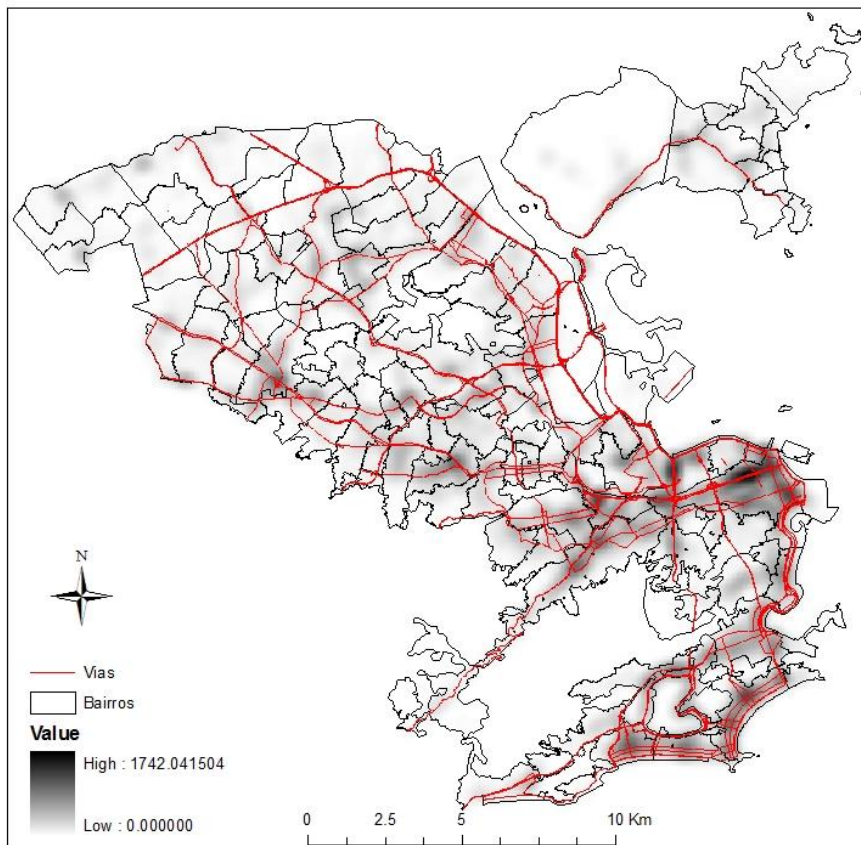 N
Vias
Bairros
Value
High : 1742.041504
Low : 0.000000
0 2.5 5 10 Km